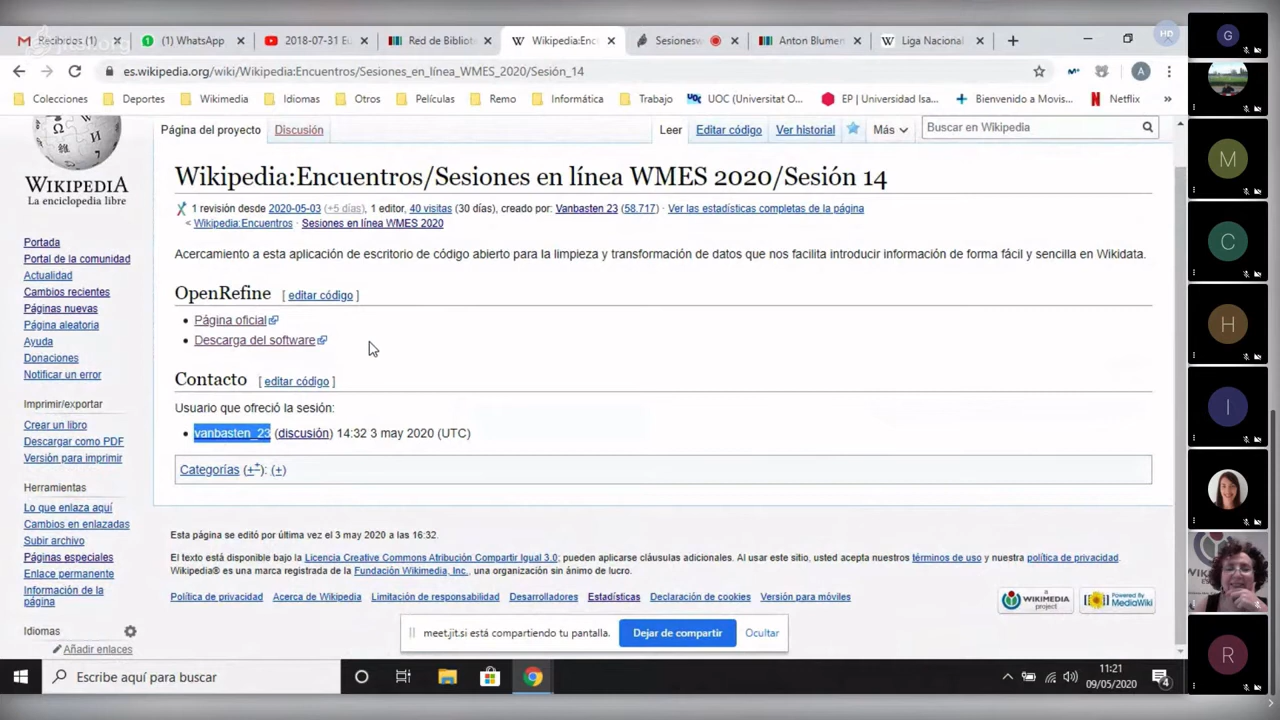 Recibidos (1)
(1) WhatsApp
2018-07-31 Eu
Red de Bibliot
Wikipedia:Enc
Sesionesw
Anton Blumen
Liga Nacional
HD
es.wikipedia.org/wiki/Wikipedia:Encuentros/Sesiones_en_línea_WMES_2020/Sesión_14
A
Colecciones
Deportes
Wikimedia
Idiomas
Otros
Películas
Remo
Informática
Trabajo
UOC (Universitat O...
EP | Universidad Isa...
Bienvenido a Movis...
Netflix
»
Página del proyecto
Discusión
Leer
Editar código
Ver historial
Más
Buscar en Wikipedia
WIKIPEDIA
La enciclopedia libre
Portada
Portal de la comunidad
Actualidad
Cambios recientes
Páginas nuevas
Página aleatoria
Ayuda
Donaciones
Notificar un error
Imprimir/exportar
Crear un libro
Descargar como PDF
Versión para imprimir
Herramientas
Lo que enlaza aquí
Cambios en enlazadas
Subir archivo
Páginas especiales
Enlace permanente
Información de la
página
Idiomas
Añadir enlaces
Wikipedia:Encuentros/Sesiones en línea WMES 2020/Sesión 14
1 revisión desde 2020-05-03 (+5 días), 1 editor, 40 visitas (30 días), creado por: Vanbasten 23 (58.717) · Ver las estadísticas completas de la página
< Wikipedia:Encuentros · Sesiones en línea WMES 2020
Acercamiento a esta aplicación de escritorio de código abierto para la limpieza y transformación de datos que nos facilita introducir información de forma fácil y sencilla en Wikidata.
OpenRefine [ editar código ]
• Página oficial
• Descarga del software
Contacto [ editar código ]
Usuario que ofreció la sesión:
• vanbasten_23 (discusión) 14:32 3 may 2020 (UTC)
Categorías (++): (+)
Esta página se editó por última vez el 3 may 2020 a las 16:32.
El texto está disponible bajo la Licencia Creative Commons Atribución Compartir Igual 3.0; pueden aplicarse cláusulas adicionales. Al usar este sitio, usted acepta nuestros términos de uso y nuestra política de privacidad.
Wikipedia® es una marca registrada de la Fundación Wikimedia, Inc., una organización sin ánimo de lucro.
Política de privacidad
Acerca de Wikipedia
Limitación de responsabilidad
Desarrolladores
Estadísticas
Declaración de cookies
Versión para móviles
A
WIKIMEDIA
project
Powered By
MediaWiki
meet.jit.si está compartiendo tu pantalla.
Dejar de compartir
Ocultar
Escribe aquí para buscar
11:21
09/05/2020
4
G
M
C
H
I
R